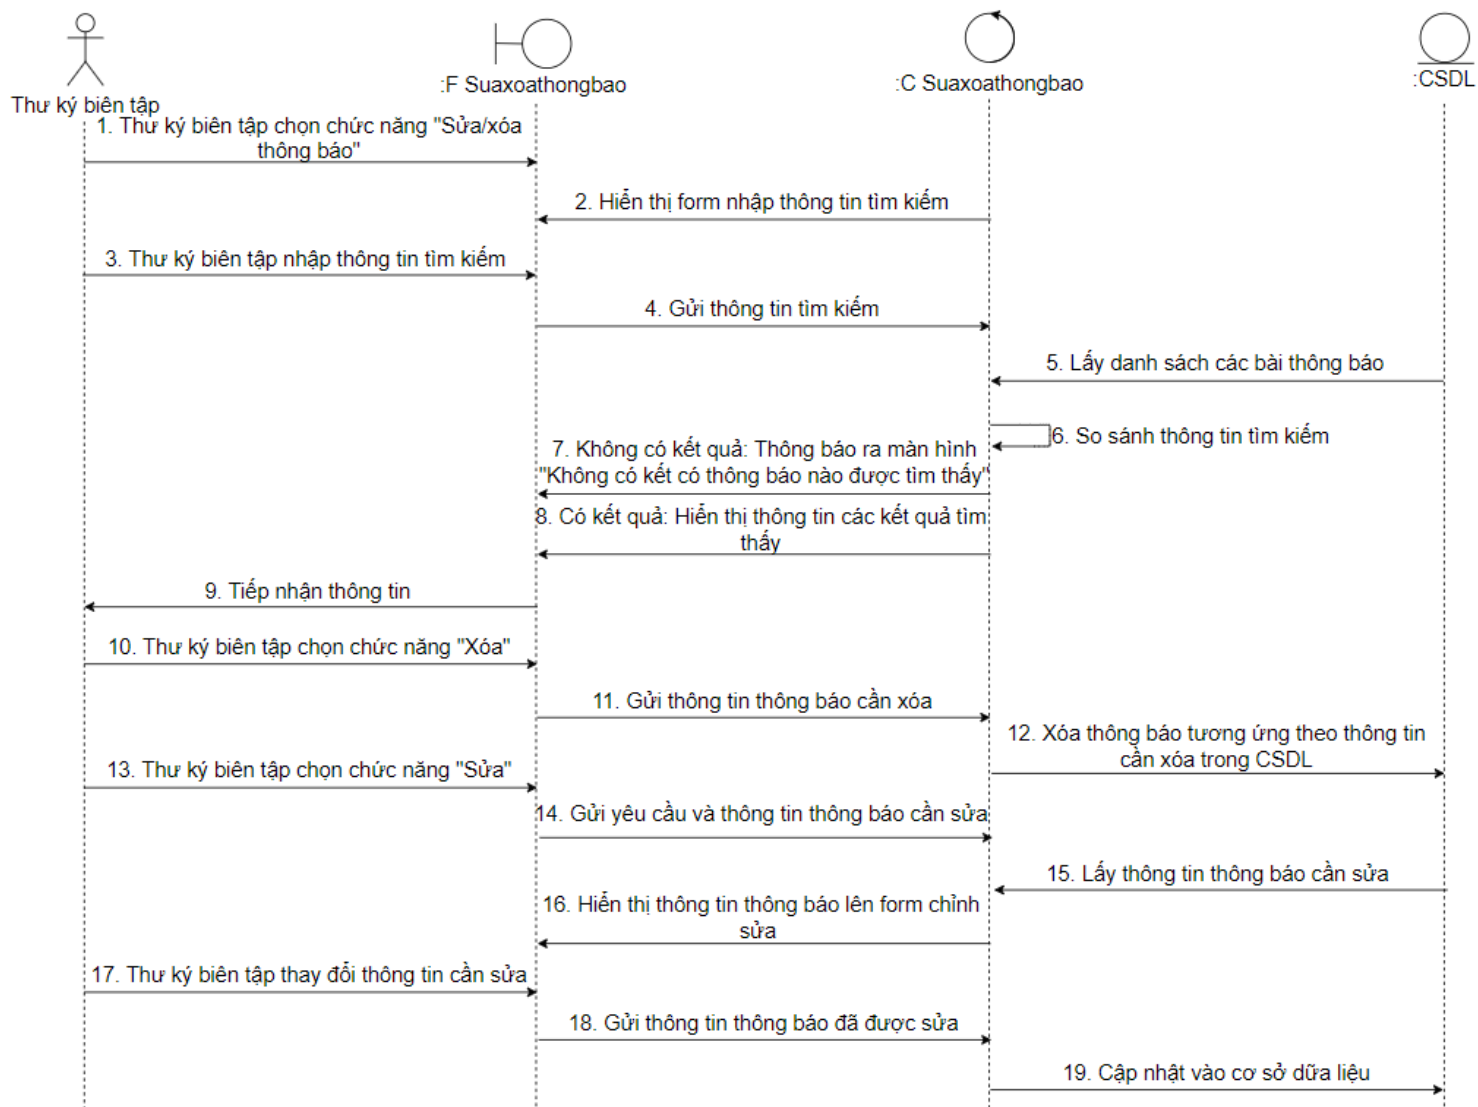 :F Suaxoathongbao
:C Suaxoathongbao
:CSDL
Thư ký biên tập
1. Thư ký biên tập chọn chức năng "Sửa/xóa
thông báo"
2. Hiển thị form nhập thông tin tìm kiếm
3. Thư ký biên tập nhập thông tin tìm kiếm
4. Gửi thông tin tìm kiếm
5. Lấy danh sách các bài thông báo
6. So sánh thông tin tìm kiếm
7. Không có kết quả: Thông báo ra màn hình
"Không có kết có thông báo nào được tìm thấy"
8. Có kết quả: Hiển thị thông tin các kết quả tìm
thấy
9. Tiếp nhận thông tin
10. Thư ký biên tập chọn chức năng "Xóa"
11. Gửi thông tin thông báo cần xóa
12. Xóa thông báo tương ứng theo thông tin
cần xóa trong CSDL
13. Thư ký biên tập chọn chức năng "Sửa"
14. Gửi yêu cầu và thông tin thông báo cần sửa
15. Lấy thông tin thông báo cần sửa
16. Hiển thị thông tin thông báo lên form chỉnh
sửa
17. Thư ký biên tập thay đổi thông tin cần sửa
18. Gửi thông tin thông báo đã được sửa
19. Cập nhật vào cơ sở dữ liệu